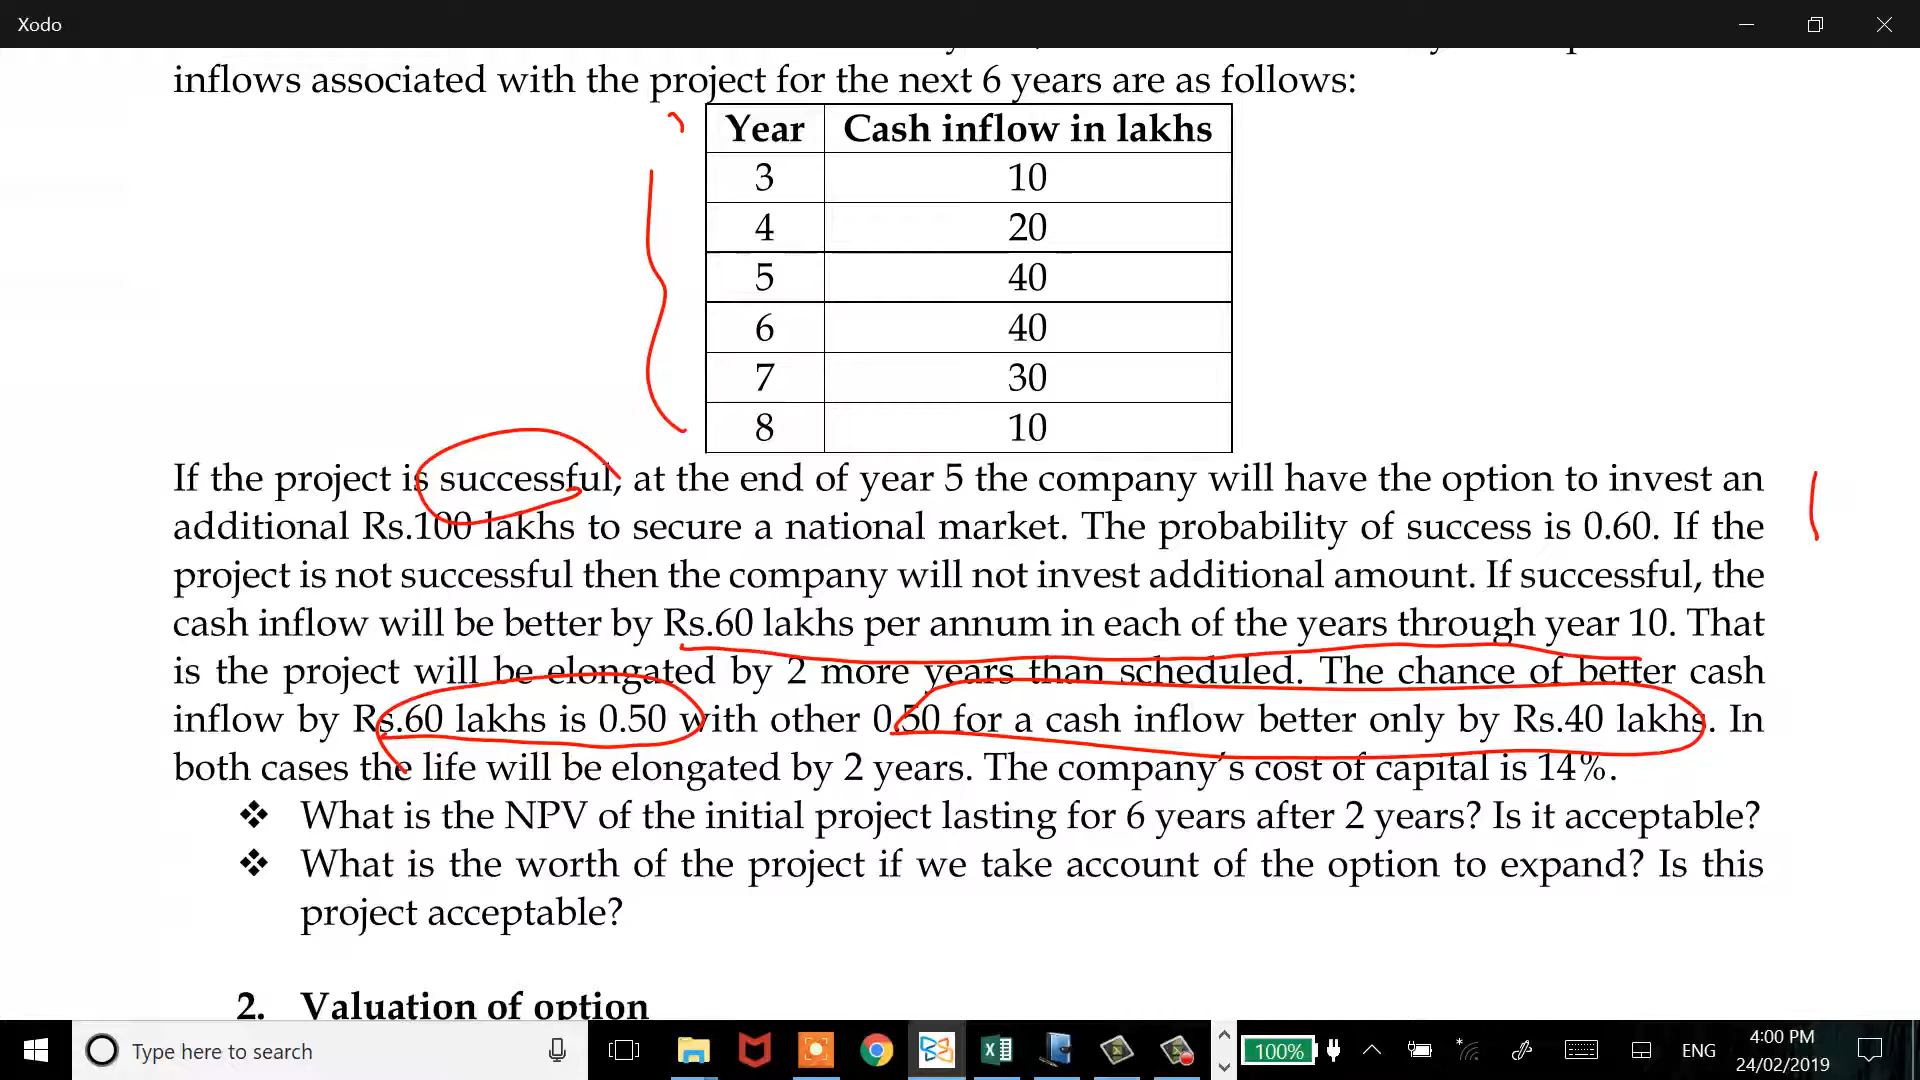 Xodo
inflows associated with the project for the next 6 years are as follows:
Year Cash inflow in lakhs
3 10
4 20
5 40
6 40
7 30
8 10
If the project is successful, at the end of year 5 the company will have the option to invest an
additional Rs.100 lakhs to secure a national market. The probability of success is 0.60. If the
project is not successful then the company will not invest additional amount. If successful, the
cash inflow will be better by Rs.60 lakhs per annum in each of the years through year 10. That
is the project will be elongated by 2 more years than scheduled. The chance of better cash
inflow by Rs.60 lakhs is 0.50 with other 0.50 for a cash inflow better only by Rs.40 lakhs. In
both cases the life will be elongated by 2 years. The company's cost of capital is 14%.
❖ What is the NPV of the initial project lasting for 6 years after 2 years? Is it acceptable?
❖ What is the worth of the project if we take account of the option to expand? Is this
project acceptable?
2. Valuation of option
Type here to search
100%
ENG
4:00 PM
24/02/2019